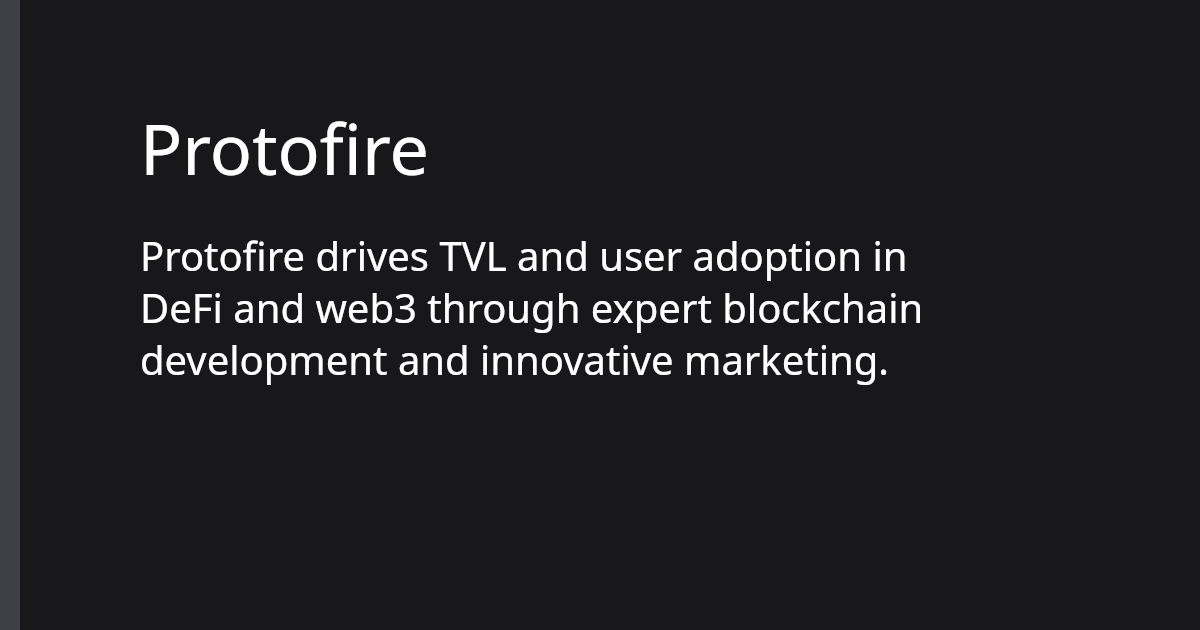 Protofire
Protofire drives TVL and user adoption in
DeFi and web3 through expert blockchain
development and innovative marketing.